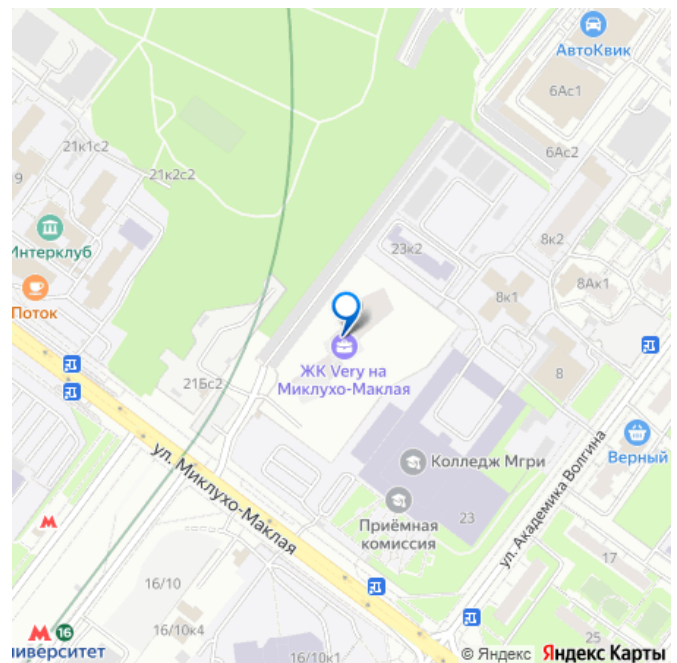 АвтоКвик
6Ас1
6Ас2
21к1с2
21к2с2
9
Интерклуб
Поток
23к2
8к2
8Ак1
8к1
8
21Бс2
ЖК Very на
Миклухо-Маклая
ул. Миклухо-Маклая
Колледж Мгри
Приёмная
комиссия
23
ул. Академика Волгина
Верный
17
25
16/10
16/10к4
16/10к1
М
М 16
ниверситет
© Яндекс Яндекс Карты